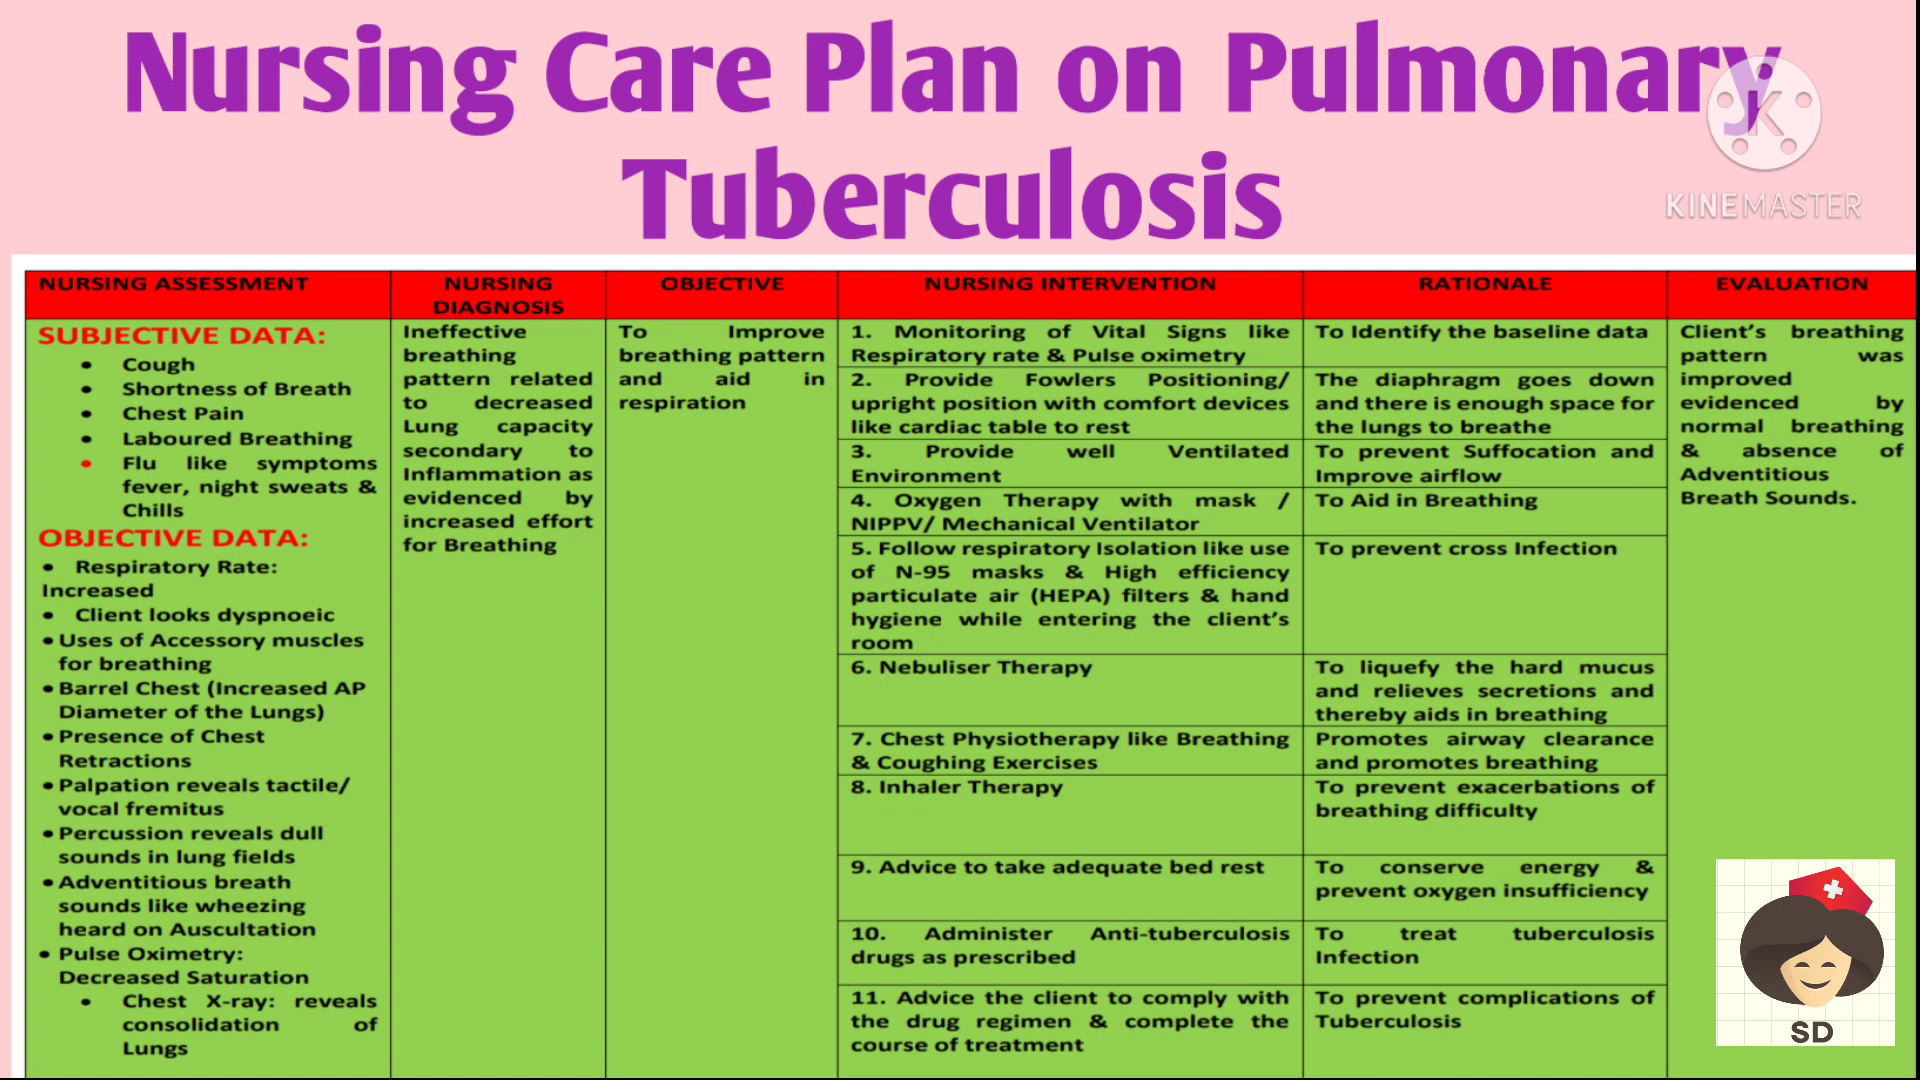 Nursing Care Plan on Pulmonary
Tuberculosis
KINEMASTER
NURSING ASSESSMENT
SUBJECTIVE DATA:
• Cough
• Shortness of Breath
• Chest Pain
• Laboured Breathing
• Flu like symptoms
fever, night sweats &
Chills
OBJECTIVE DATA:
• Respiratory Rate:
Increased
• Client looks dyspnoeic
• Uses of Accessory muscles
for breathing
• Barrel Chest (Increased AP
Diameter of the Lungs)
• Presence of Chest
Retractions
• Palpation reveals tactile/
vocal fremitus
• Percussion reveals dull
sounds in lung fields
• Adventitious breath
sounds like wheezing
heard on Auscultation
• Pulse Oximetry:
Decreased Saturation
• Chest X-ray: reveals
consolidation of
Lungs
NURSING
DIAGNOSIS
Ineffective
breathing
pattern related
to decreased
Lung capacity
secondary to
Inflammation as
evidenced by
increased effort
for Breathing
OBJECTIVE
To Improve
breathing pattern
and aid in
respiration
NURSING INTERVENTION
1. Monitoring of Vital Signs like
Respiratory rate & Pulse oximetry
2. Provide Fowlers Positioning/
upright position with comfort devices
like cardiac table to rest
3. Provide well Ventilated
Environment
4. Oxygen Therapy with mask /
NIPPV/ Mechanical Ventilator
5. Follow respiratory Isolation like use
of N-95 masks & High efficiency
particulate air (HEPA) filters & hand
hygiene while entering the client's
room
6. Nebuliser Therapy
7. Chest Physiotherapy like Breathing
& Coughing Exercises
8. Inhaler Therapy
9. Advice to take adequate bed rest
10. Administer Anti-tuberculosis
drugs as prescribed
11. Advice the client to comply with
the drug regimen & complete the
course of treatment
RATIONALE
To Identify the baseline data
The diaphragm goes down
and there is enough space for
the lungs to breathe
To prevent Suffocation and
Improve airflow
To Aid in Breathing
To prevent cross Infection
To liquefy the hard mucus
and relieves secretions and
thereby aids in breathing
Promotes airway clearance
and promotes breathing
To prevent exacerbations of
breathing difficulty
To conserve energy &
prevent oxygen insufficiency
To treat tuberculosis
Infection
To prevent complications of
Tuberculosis
EVALUATION
Client's breathing
pattern was
improved
evidenced by
normal breathing
& absence of
Adventitious
Breath Sounds.
SD